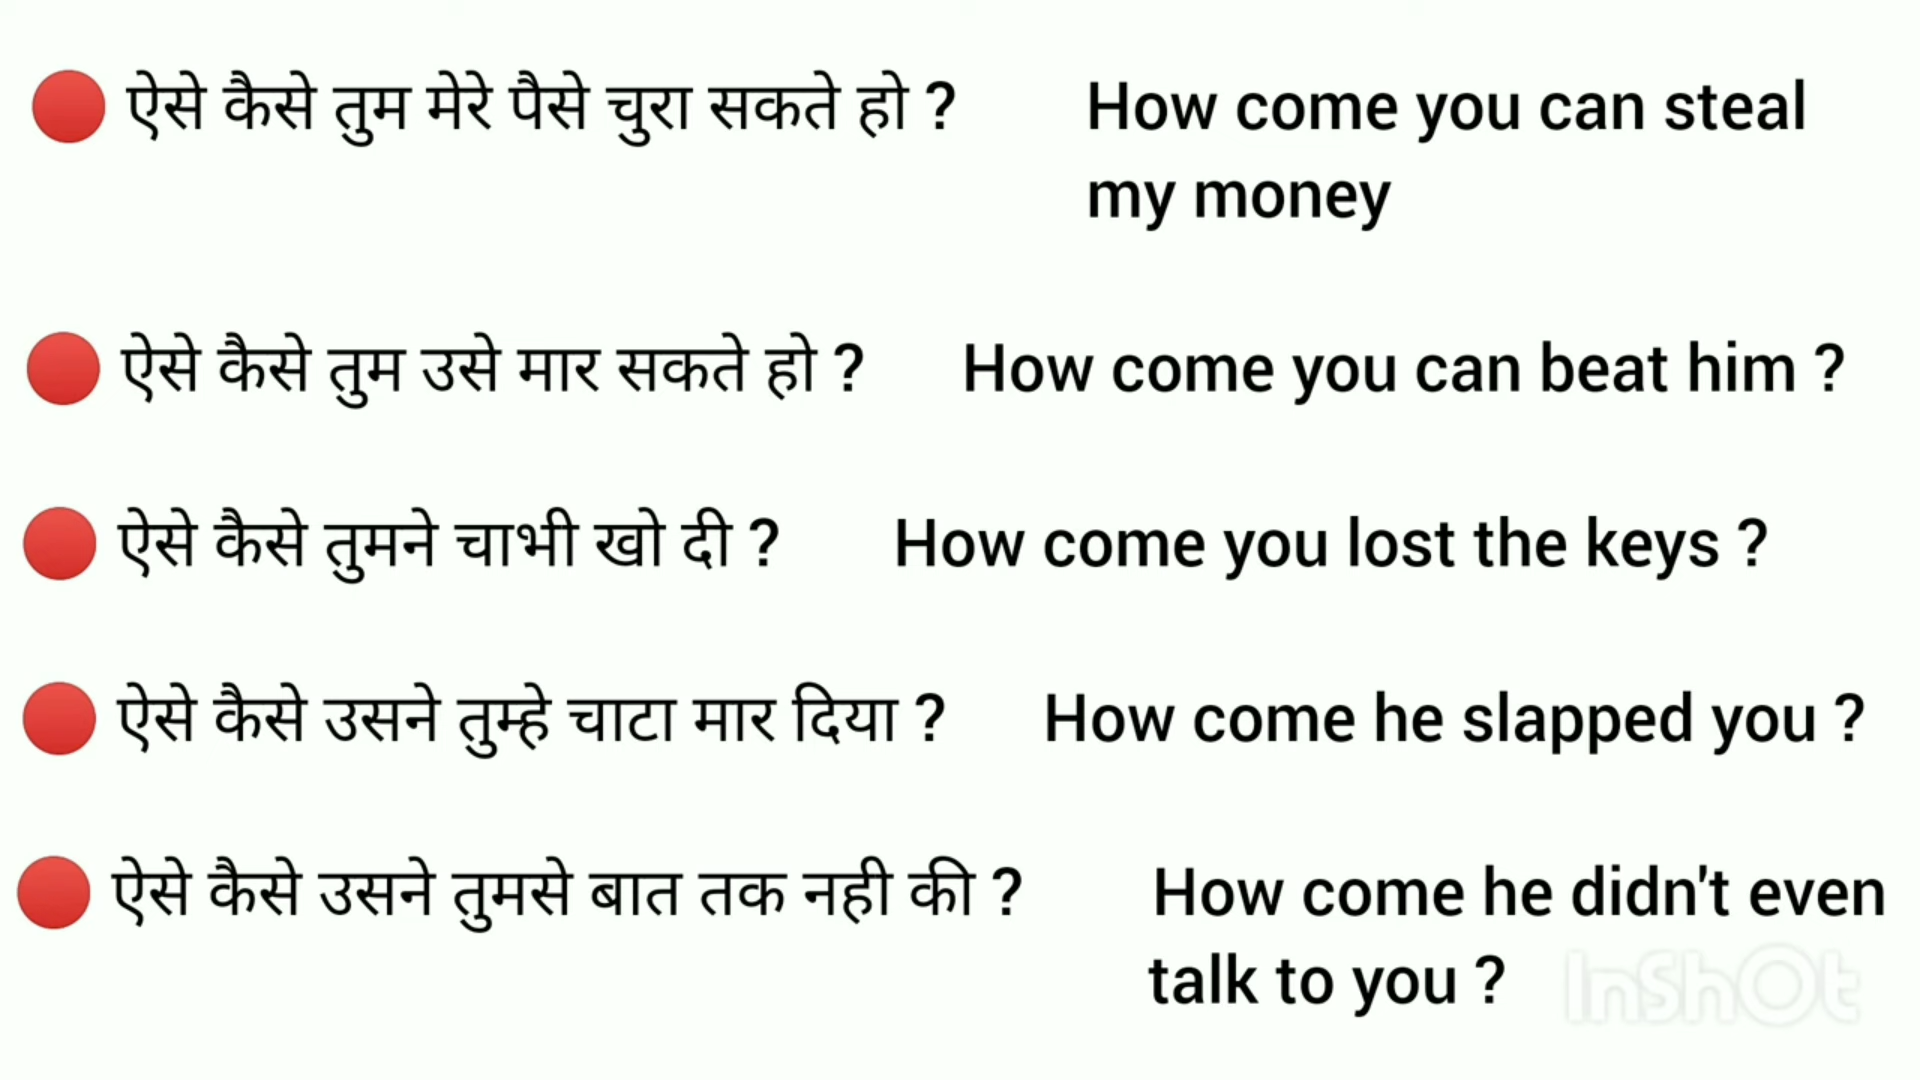 ऐसे कैसे तुम मेरे पैसे चुरा सकते हो ? How come you can steal
my money
ऐसे कैसे तुम उसे मार सकते हो ? How come you can beat him ?
ऐसे कैसे तुमने चाभी खो दी ? How come you lost the keys ?
ऐसे कैसे उसने तुम्हे चाटा मार दिया ? How come he slapped you ?
ऐसे कैसे उसने तुमसे बात तक नही की ? How come he didn't even
talk to you ?
InShOt